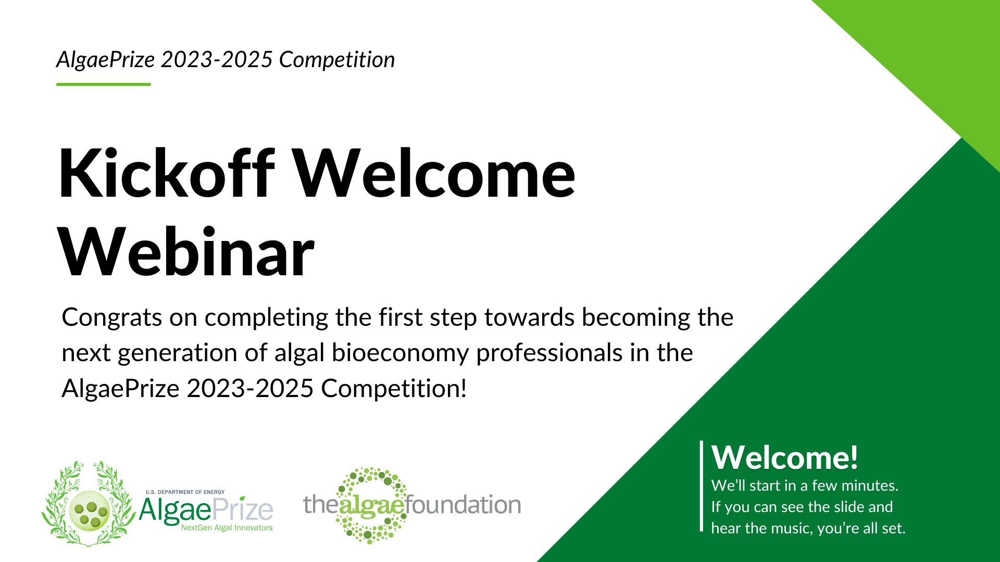 AlgaePrize 2023-2025 Competition
Kickoff Welcome
Webinar
Congrats on completing the first step towards becoming the
next generation of algal bioeconomy professionals in the
AlgaePrize 2023-2025 Competition!
U.S. DEPARTMENT OF ENERGY
AlgaePrize
NextGen Algal Innovators
thealgaefoundation
Welcome!
We’ll start in a few minutes.
If you can see the slide and
hear the music, you’re all set.